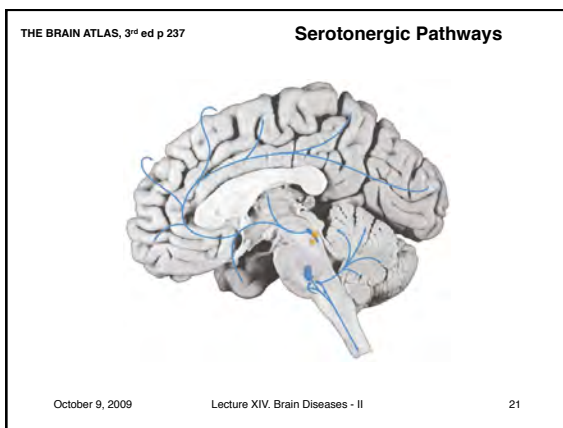 THE BRAIN ATLAS, 3rd ed p 237
Serotonergic Pathways
October 9, 2009
Lecture XIV. Brain Diseases - II
21